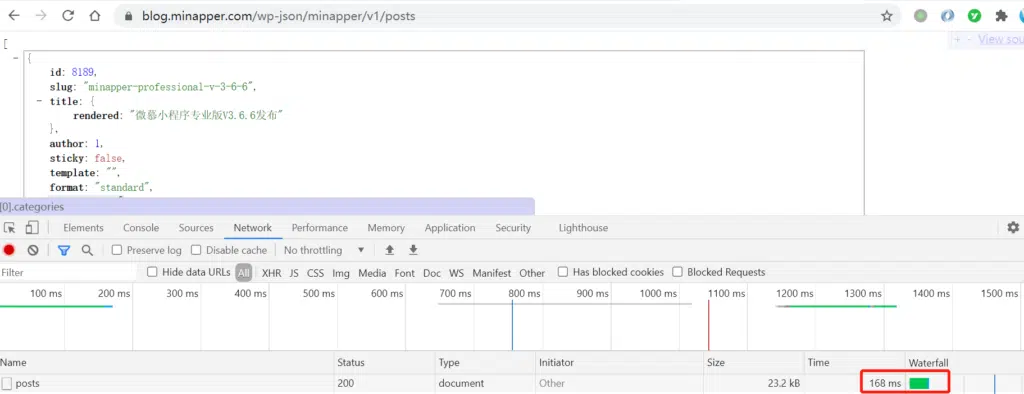 blog.minapper.com/wp-json/minapper/v1/posts
+ - View sou
[
- {
id: 8189,
slug: "minapper-professional-v-3-6-6",
- title: {
rendered: "微慕小程序专业版V3.6.6发布"
},
author: 1,
sticky: false,
template: "",
format: "standard",
[0].categories
Elements Console Sources Network Performance Memory Application Security Lighthouse
Preserve log Disable cache No throttling
Filter Hide data URLs All XHR JS CSS Img Media Font Doc WS Manifest Other Has blocked cookies Blocked Requests
100 ms 200 ms 300 ms 400 ms 500 ms 600 ms 700 ms 800 ms 900 ms 1000 ms 1100 ms 1200 ms 1300 ms 1400 ms 1500 ms
Name Status Type Initiator Size Time Waterfall
posts 200 document Other 23.2 kB 168 ms